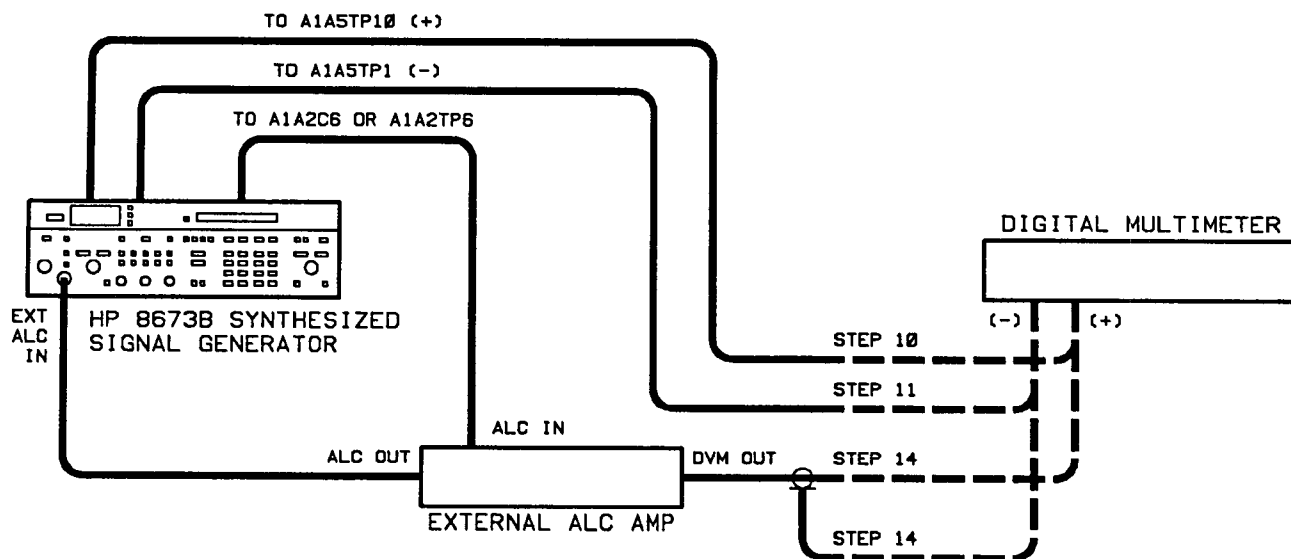 TO A1A5TP10 (+)
TO A1A5TP1 (-)
TO A1A2C6 OR A1A2TP6
DIGITAL MULTIMETER
EXT
ALC
IN
HP 8673B SYNTHESIZED
SIGNAL GENERATOR
(-)
(+)
STEP 10
STEP 11
ALC IN
ALC OUT
DVM OUT
STEP 14
EXTERNAL ALC AMP
STEP 14